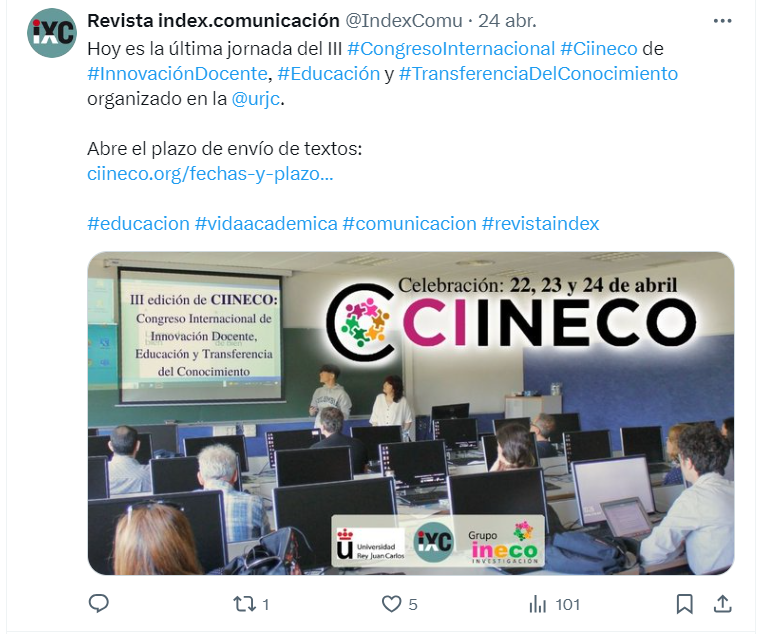 Revista index.comunicación @IndexComu · 24 abr.
Hoy es la última jornada del III #CongresoInternacional #Ciineco de
#InnovaciónDocente, #Educación y #TransferenciaDelConocimiento
organizado en la @urjc.
Abre el plazo de envío de textos:
ciineco.org/fechas-y-plazo...
#educacion #vidaacademica #comunicacion #revistaindex
III edición de CIINECO:
Congreso Internacional de
Innovación Docente,
Educación y Transferencia
del Conocimiento
Celebración: 22, 23 y 24 de abril
CIINECO
u Universidad
Rey Juan Carlos
iXC
Grupo
ineco
INVESTIGACIÓN
1
5
101